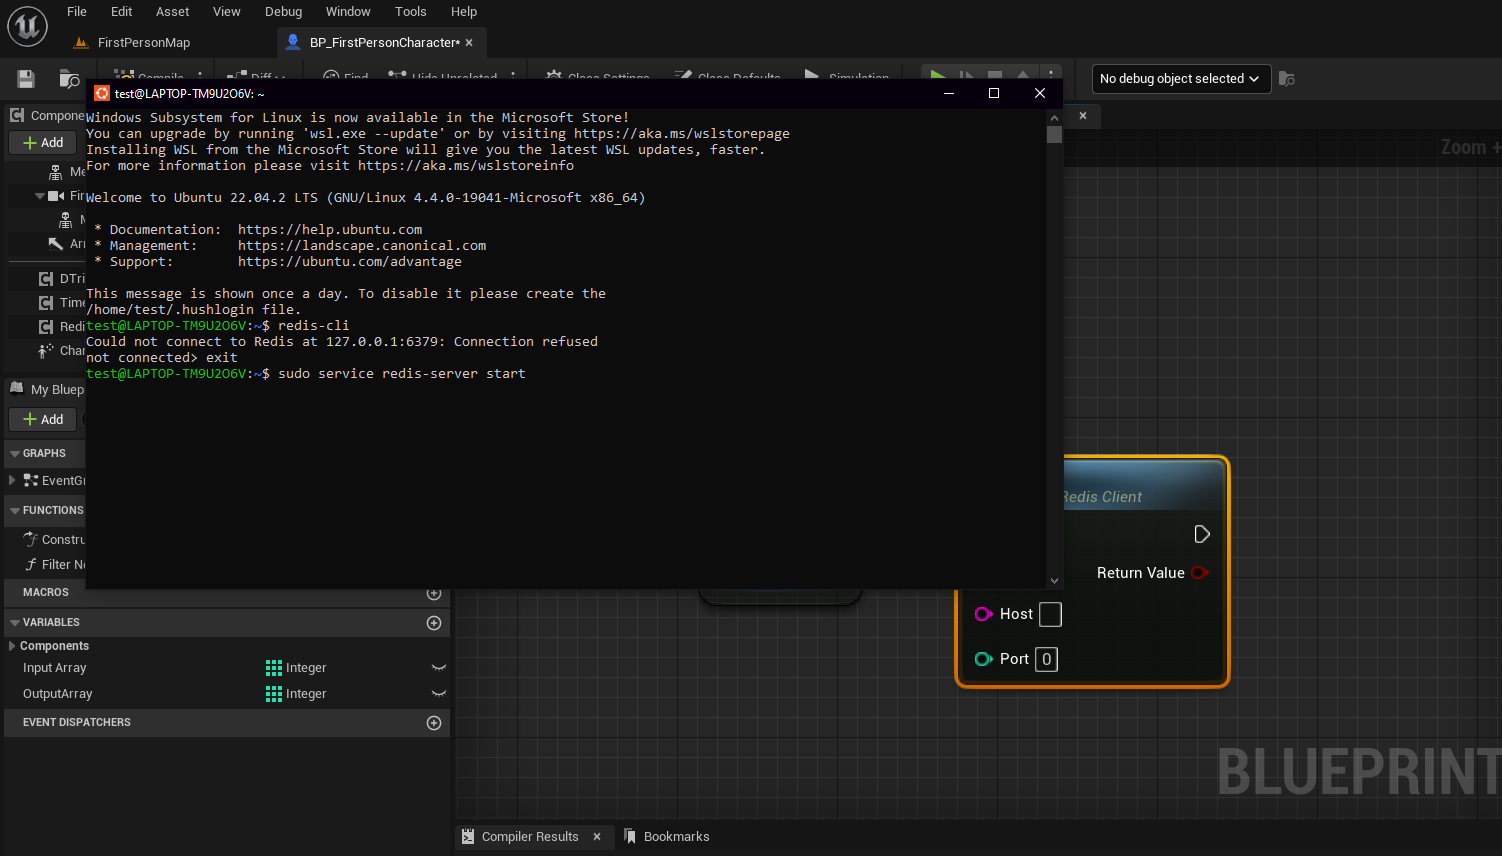 File Edit Asset View Debug Window Tools Help
FirstPersonMap
BP_FirstPersonCharacter*
Compile Diff Find Hide Unrelated Class Settings Class Defaults Simulation
No debug object selected
test@LAPTOP-TM9U2O6V: ~
Windows Subsystem for Linux is now available in the Microsoft Store!
You can upgrade by running 'wsl.exe --update' or by visiting https://aka.ms/wslstorepage
Installing WSL from the Microsoft Store will give you the latest WSL updates, faster.
For more information please visit https://aka.ms/wslstoreinfo
Welcome to Ubuntu 22.04.2 LTS (GNU/Linux 4.4.0-19041-Microsoft x86_64)
* Documentation: https://help.ubuntu.com
* Management: https://landscape.canonical.com
* Support: https://ubuntu.com/advantage
This message is shown once a day. To disable it please create the
/home/test/.hushlogin file.
test@LAPTOP-TM9U2O6V:~$ redis-cli
Could not connect to Redis at 127.0.0.1:6379: Connection refused
not connected> exit
test@LAPTOP-TM9U2O6V:~$ sudo service redis-server start
Compone
Add
Me
Fir
M
Arr
DTri
Time
Redi
Cha
My Bluep
Add
GRAPHS
EventGr
FUNCTIONS
Constru
Filter Ne
MACROS
VARIABLES
Components
Input Array Integer
OutputArray Integer
EVENT DISPATCHERS
Zoom +
Redis Client
Return Value
Host
Port 0
BLUEPRINT
Compiler Results
Bookmarks